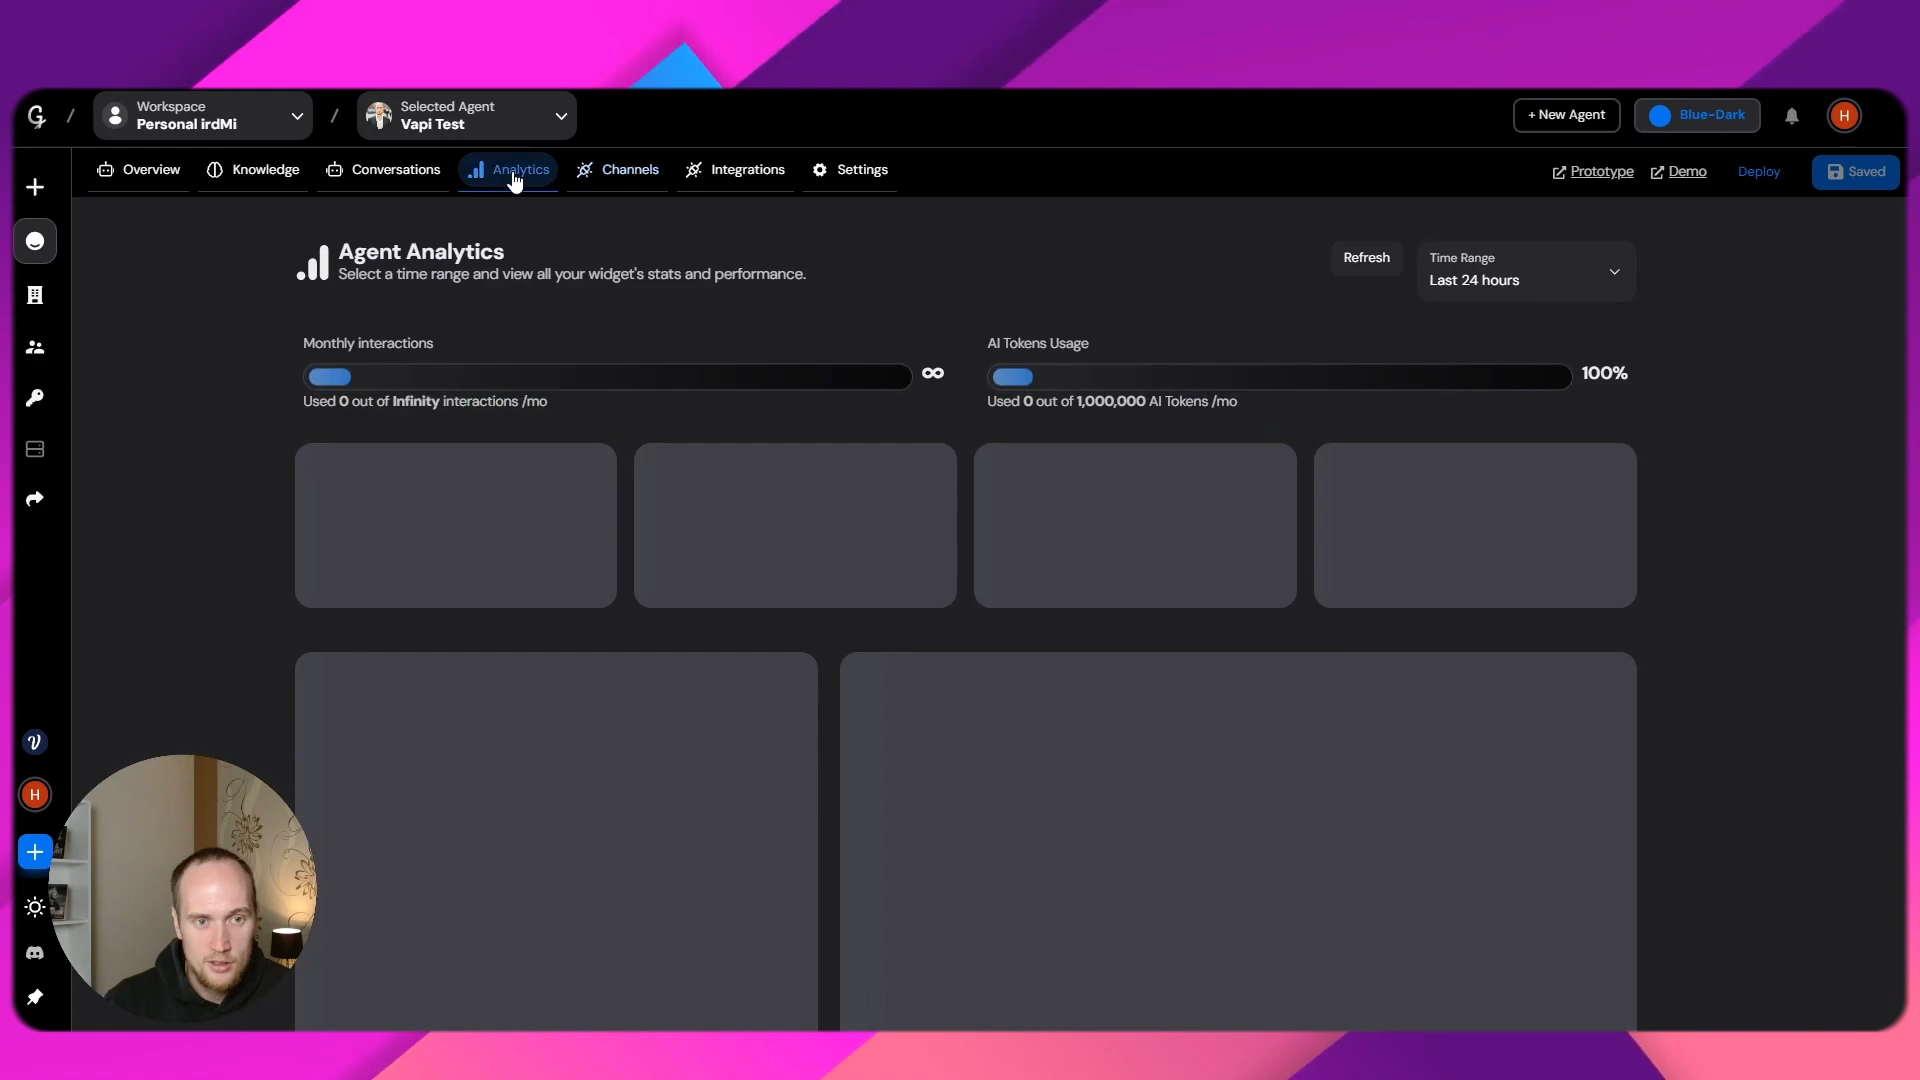 Workspace
Personal irdMi
Selected Agent
Vapi Test
+ New Agent
Blue-Dark
H
Overview
Knowledge
Conversations
Analytics
Channels
Integrations
Settings
Prototype
Demo
Deploy
Saved
Agent Analytics
Select a time range and view all your widget's stats and performance.
Refresh
Time Range
Last 24 hours
Monthly interactions
∞
Used 0 out of Infinity interactions /mo
AI Tokens Usage
100%
Used 0 out of 1,000,000 AI Tokens /mo
V
H